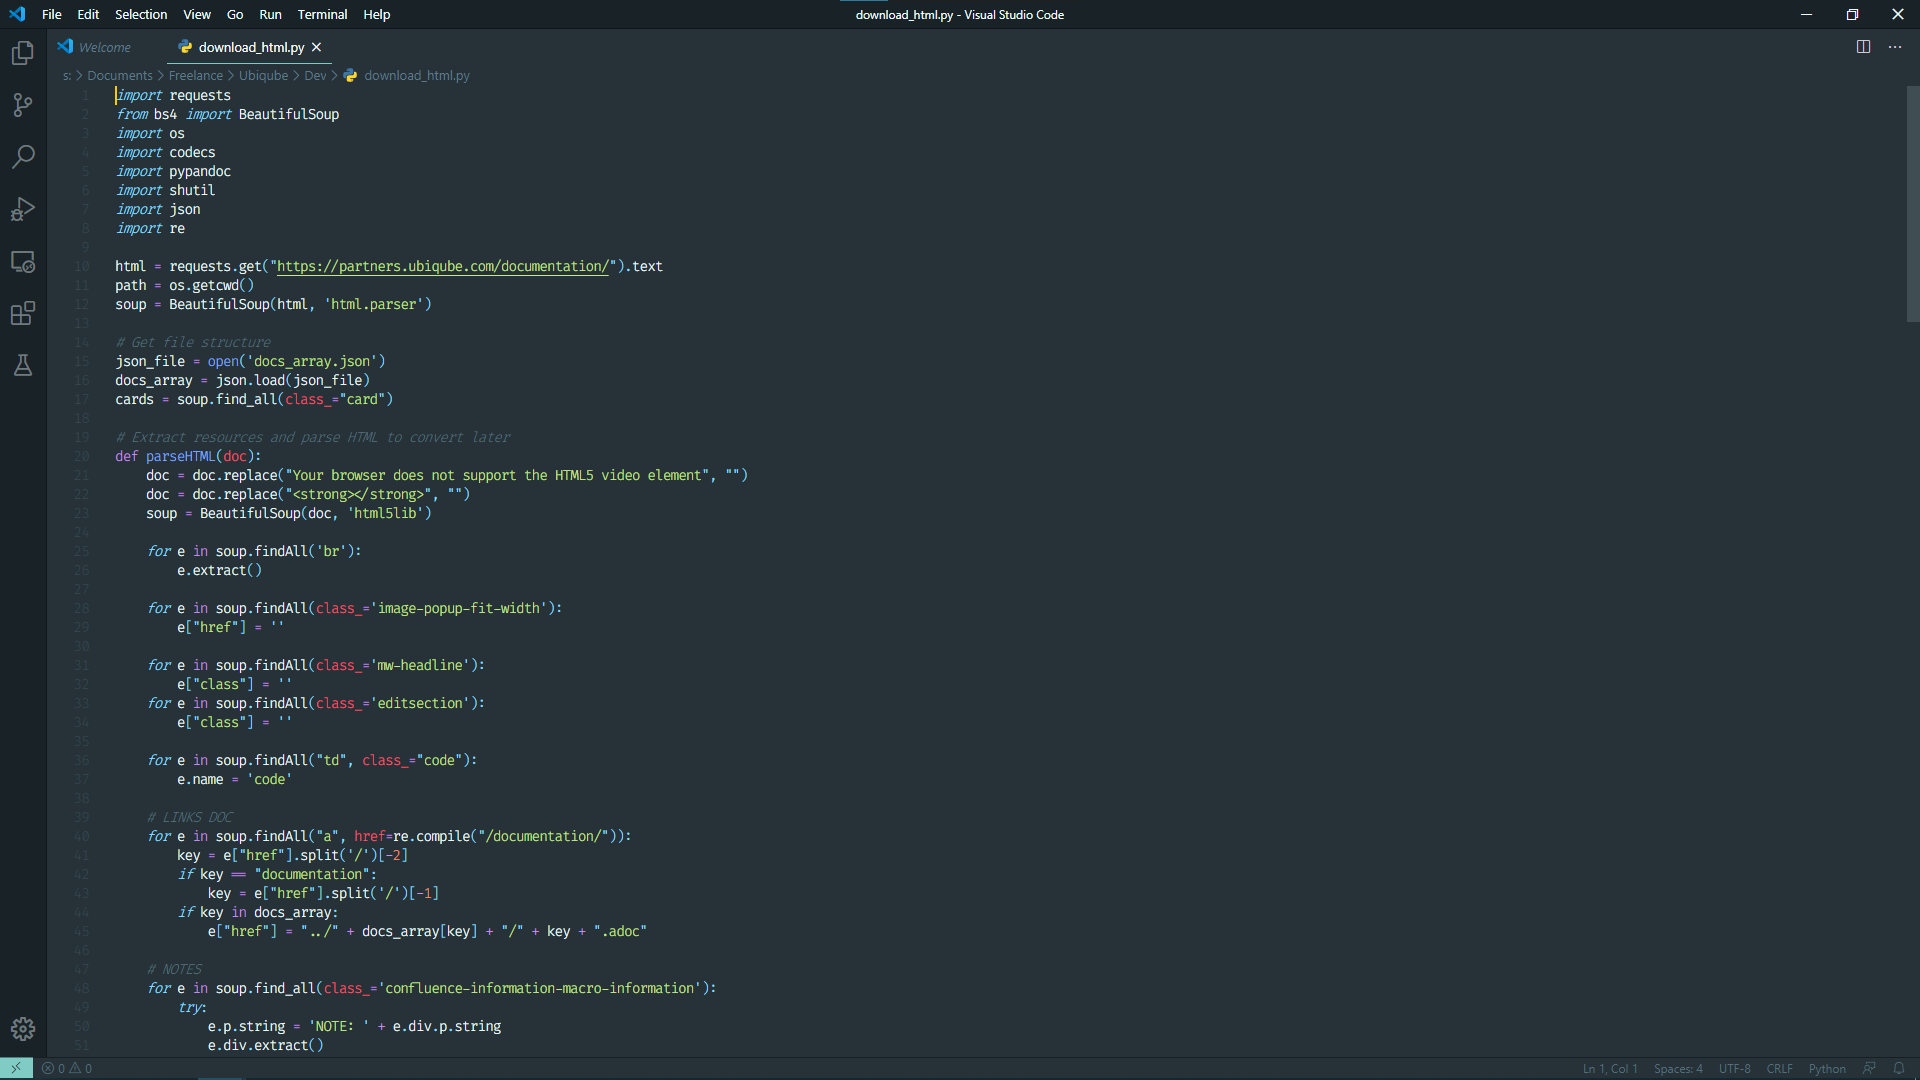 File Edit Selection View Go Run Terminal Help
download_html.py - Visual Studio Code
Welcome
download_html.py
s: > Documents > Freelance > Ubiqube > Dev > download_html.py
1 import requests
2 from bs4 import BeautifulSoup
3 import os
4 import codecs
5 import pypandoc
6 import shutil
7 import json
8 import re
9
10 html = requests.get("https://partners.ubiqube.com/documentation/").text
11 path = os.getcwd()
12 soup = BeautifulSoup(html, 'html.parser')
13
14 # Get file structure
15 json_file = open('docs_array.json')
16 docs_array = json.load(json_file)
17 cards = soup.find_all(class_="card")
18
19 # Extract resources and parse HTML to convert later
20 def parseHTML(doc):
21     doc = doc.replace("Your browser does not support the HTML5 video element", "")
22     doc = doc.replace("<strong></strong>", "")
23     soup = BeautifulSoup(doc, 'html5lib')
24
25     for e in soup.findAll('br'):
26         e.extract()
27
28     for e in soup.findAll(class_='image-popup-fit-width'):
29         e["href"] = ''
30
31     for e in soup.findAll(class_='mw-headline'):
32         e["class"] = ''
33     for e in soup.findAll(class_='editsection'):
34         e["class"] = ''
35
36     for e in soup.findAll("td", class_="code"):
37         e.name = 'code'
38
39     # LINKS DOC
40     for e in soup.findAll("a", href=re.compile("/documentation/")):
41         key = e["href"].split('/')[-2]
42         if key == "documentation":
43             key = e["href"].split('/')[-1]
44         if key in docs_array:
45             e["href"] = "../" + docs_array[key] + "/" + key + ".adoc"
46
47     # NOTES
48     for e in soup.find_all(class_='confluence-information-macro-information'):
49         try:
50             e.p.string = 'NOTE: ' + e.div.p.string
51             e.div.extract()
0 0
Ln 1, Col 1 Spaces: 4 UTF-8 CRLF Python